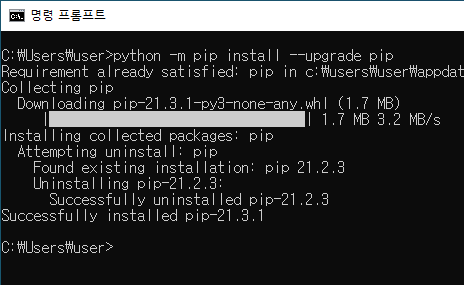 명령 프롬프트
C:₩Users₩user>python -m pip install --upgrade pip
Requirement already satisfied: pip in c:₩users₩user₩appdat
Collecting pip
Downloading pip-21.3.1-py3-none-any.whl (1.7 MB)
| | 1.7 MB 3.2 MB/s
Installing collected packages: pip
Attempting uninstall: pip
Found existing installation: pip 21.2.3
Uninstalling pip-21.2.3:
Successfully uninstalled pip-21.2.3
Successfully installed pip-21.3.1
C:₩Users₩user>